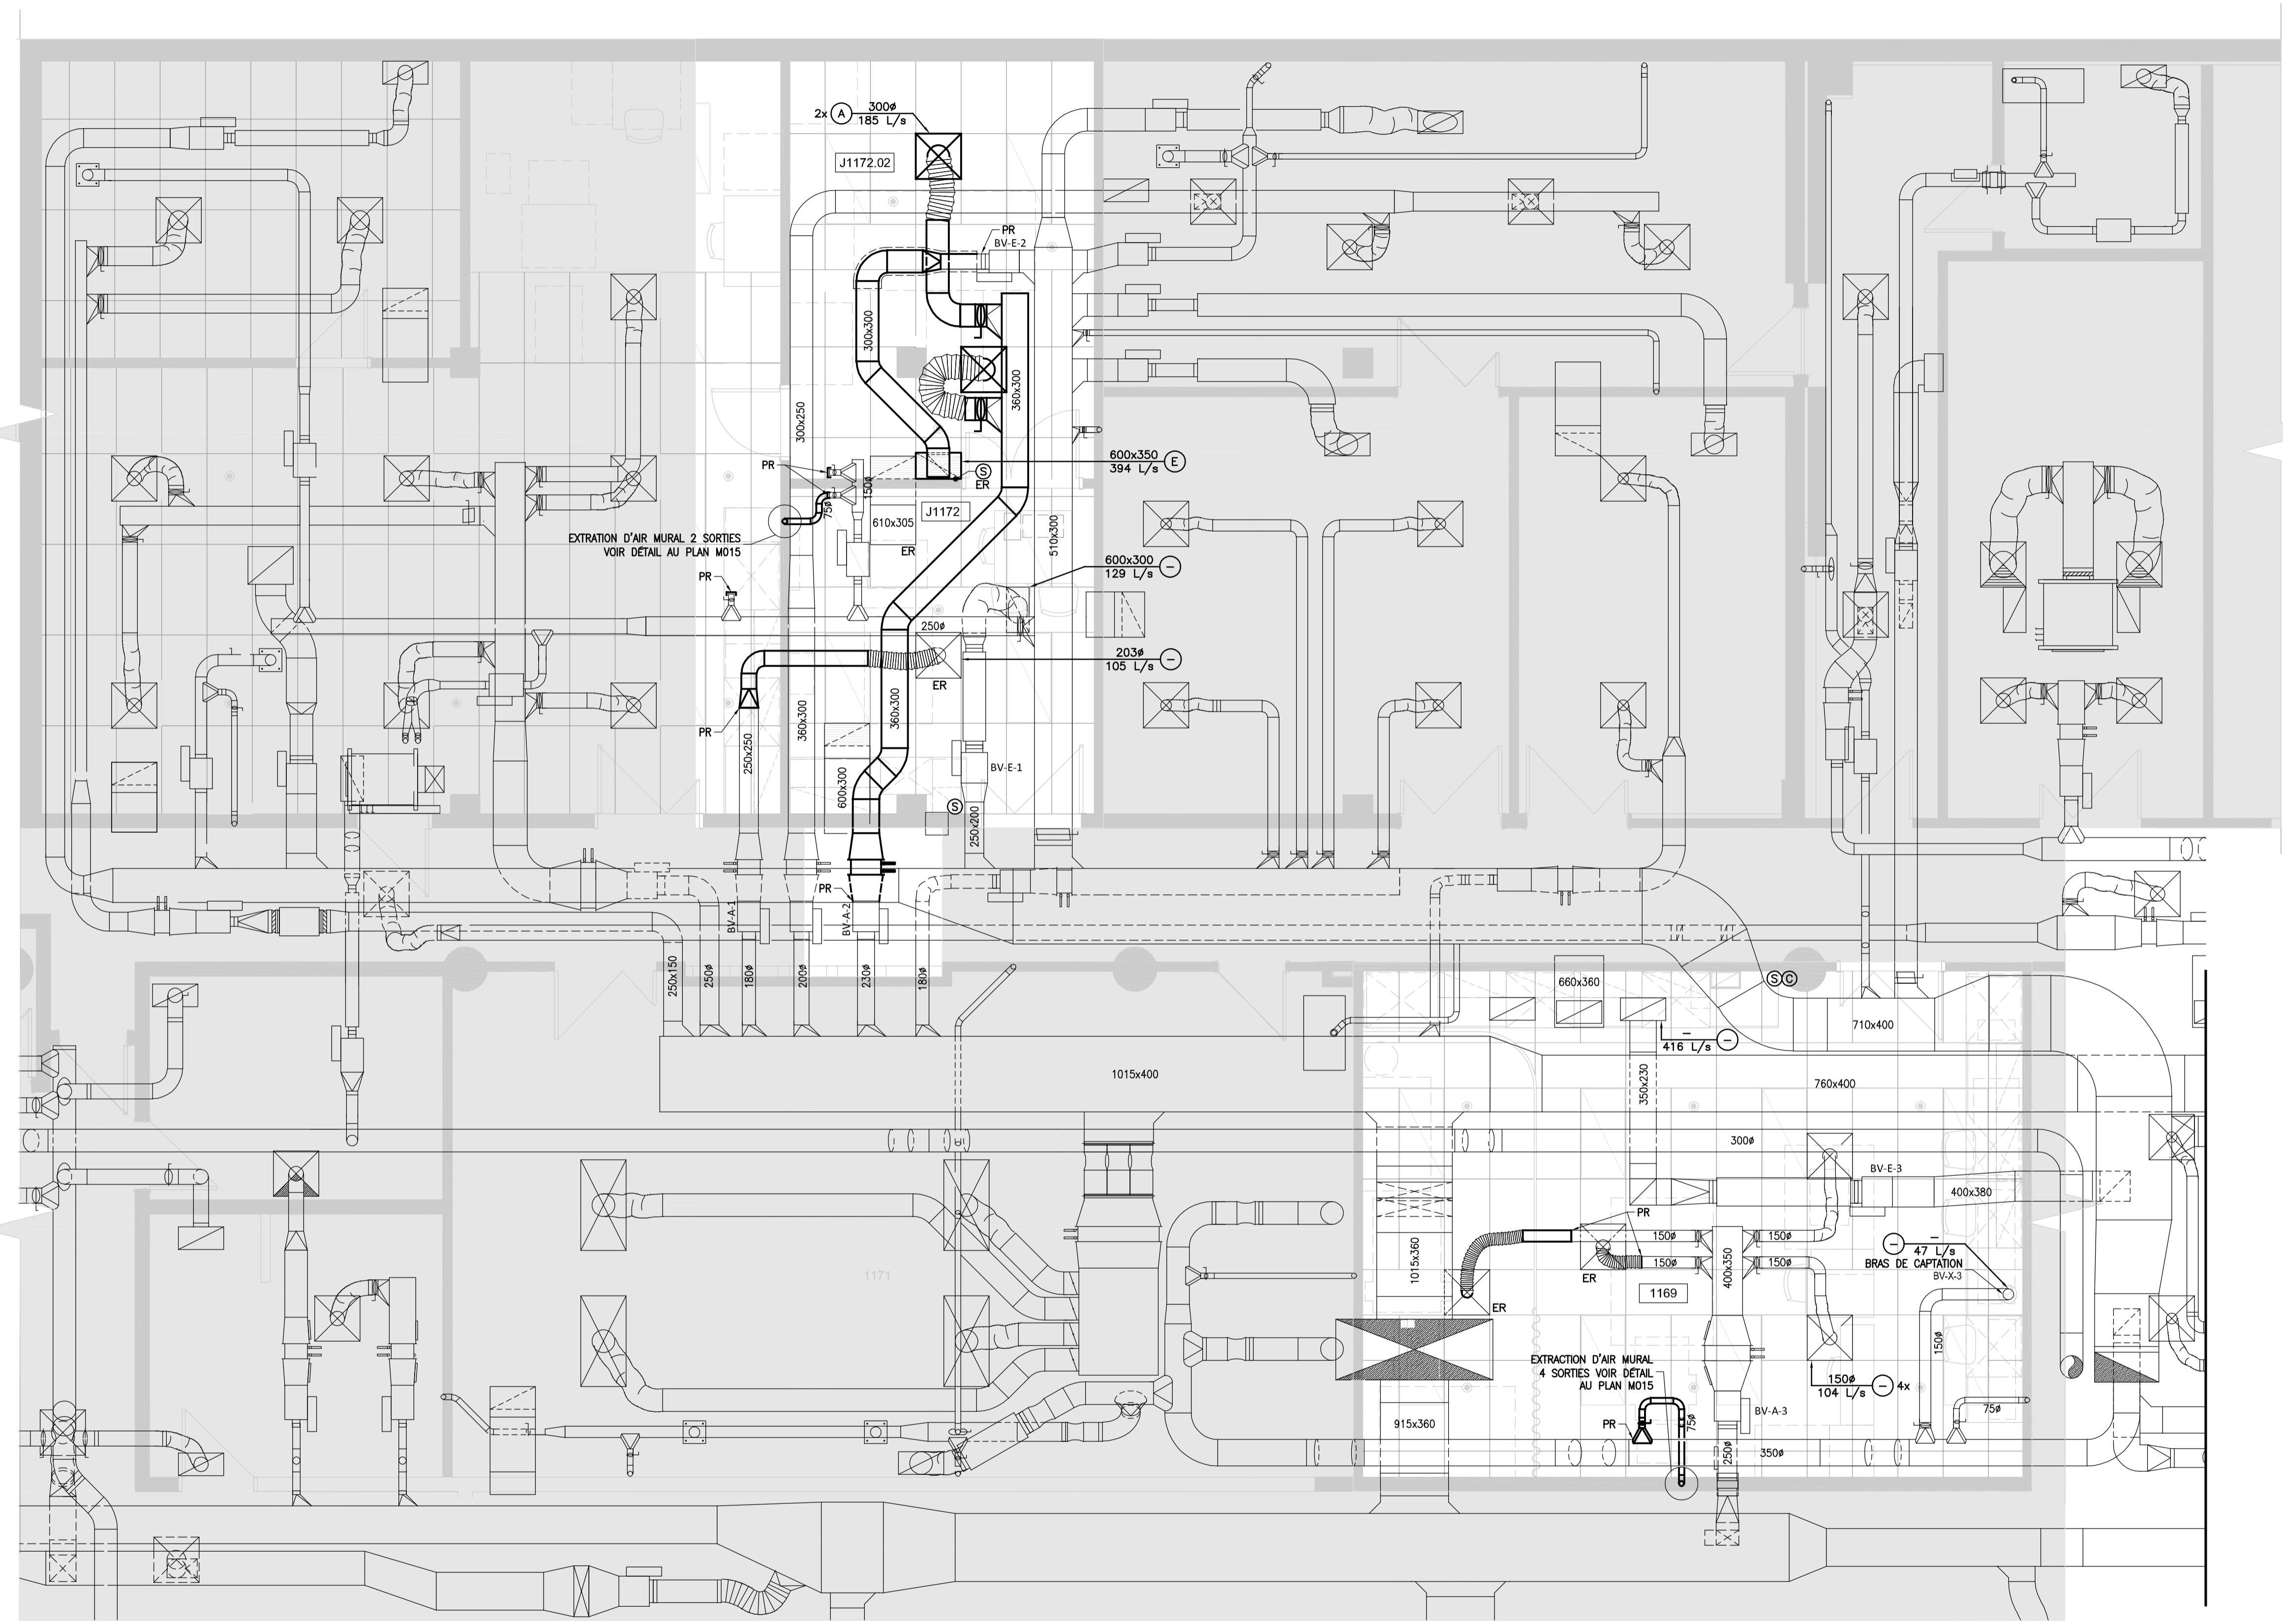 2x A 300ø
185 L/s
J1172.02
PR
BV-E-2
300x300
360x300
300x250
600x350
394 L/s E
PR
S
ER
150ø
75ø
J1172
610x305
ER
510x300
EXTRATION D'AIR MURAL 2 SORTIES
VOIR DÉTAIL AU PLAN M015
600x300
129 L/s –
PR
250ø
203ø
105 L/s –
ER
PR
360x300
360x300
250x250
600x300
BV-E-1
S
250x200
PR
BV-A-1
BV-A-2
250x150
250ø
180ø
200ø
230ø
180ø
S C
660x360
710x400
–
416 L/s –
1015x400
350x230
760x400
300ø
BV-E-3
400x380
PR
150ø
150ø
150ø
150ø
400x350
1015x360
ER
ER
1169
1171
– –
47 L/s
BRAS DE CAPTATION
BV-X-3
150ø
EXTRACTION D'AIR MURAL
4 SORTIES VOIR DÉTAIL
AU PLAN M015
150ø
104 L/s – 4x
BV-A-3
75ø
PR
75ø
915x360
250ø
350ø